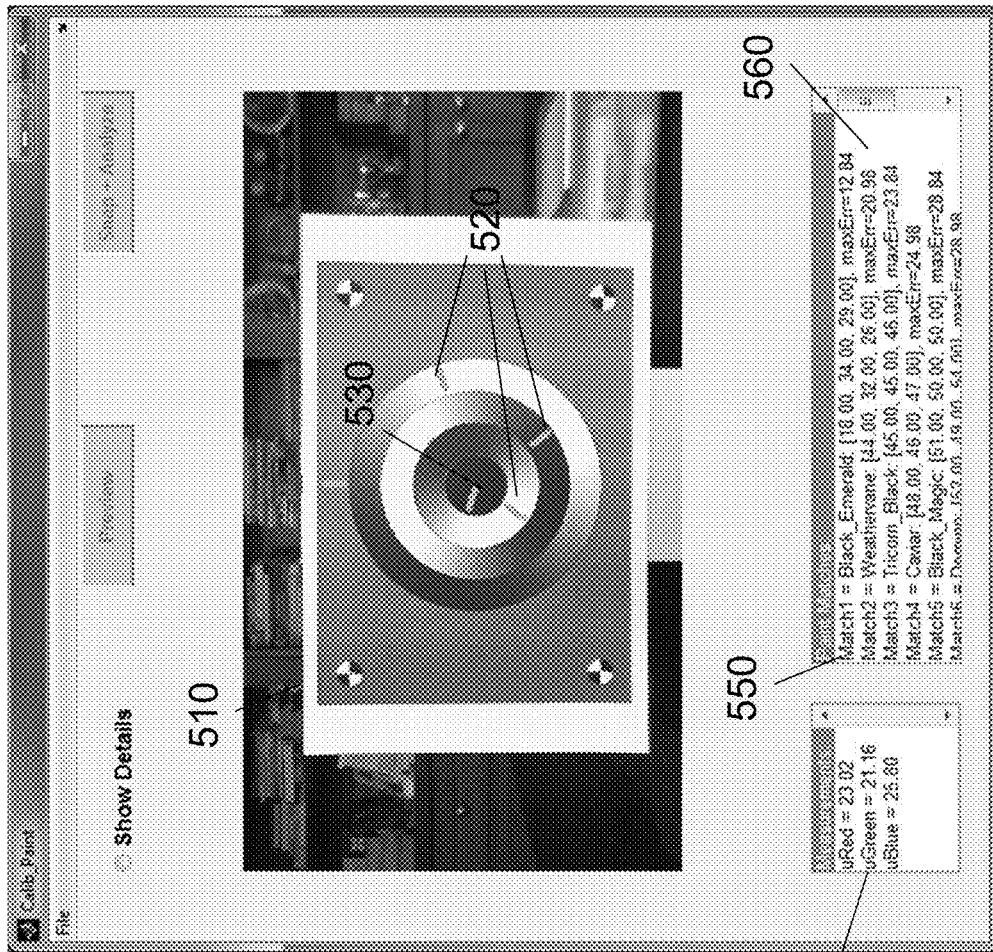 Calib Paint
File
Show Details
510
530
520
550
560
uRed = 23.02
uGreen = 21.16
uBlue = 25.80
Match1 = Black_Emerald: [18.00, 34.00, 29.00], maxErr=12.84
Match2 = Weathervane: [44.00, 32.00, 26.00], maxErr=20.98
Match3 = Tricorn_Black: [45.00, 45.00, 46.00], maxErr=23.84
Match4 = Caviar: [48.00, 46.00, 47.00], maxErr=24.98
Match5 = Black_Magic: [51.00, 50.00, 50.00], maxErr=28.84
Match6 =